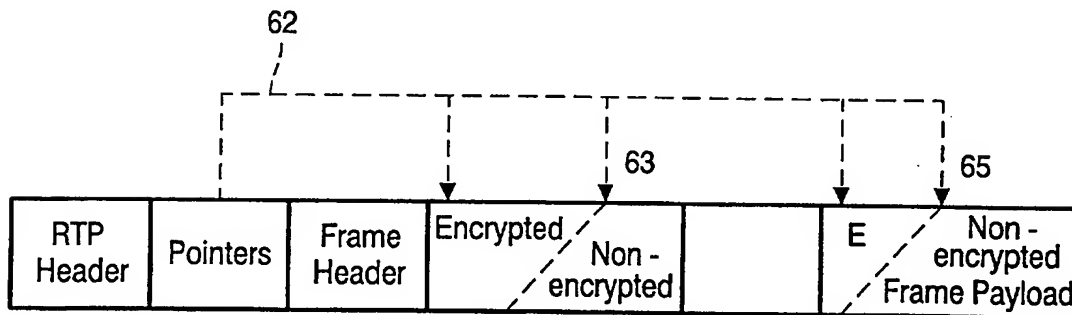 62
63
65
RTP
Header
Pointers
Frame
Header
Encrypted
Non -
encrypted
E
Non -
encrypted
Frame Payload